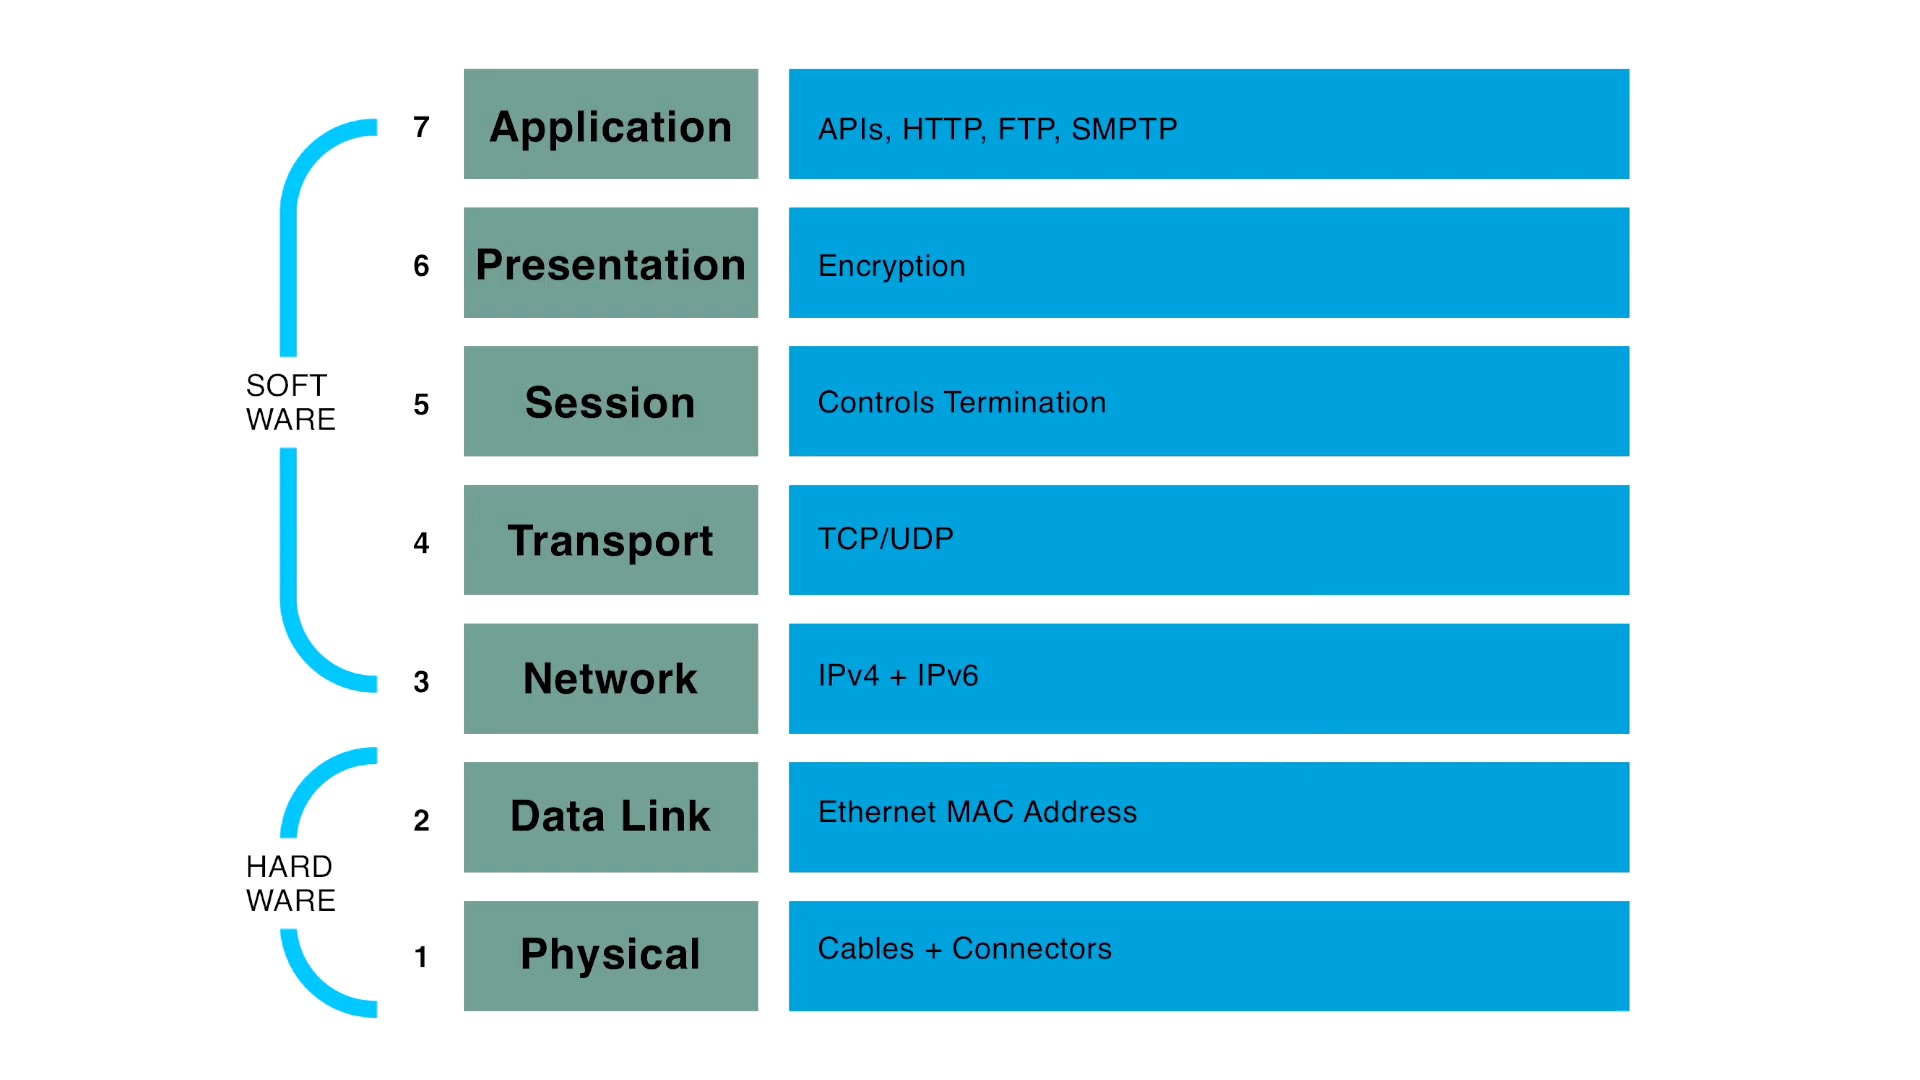 7 Application APIs, HTTP, FTP, SMPTP
6 Presentation Encryption
SOFT
WARE
5 Session Controls Termination
4 Transport TCP/UDP
3 Network IPv4 + IPv6
2 Data Link Ethernet MAC Address
HARD
WARE
1 Physical Cables + Connectors